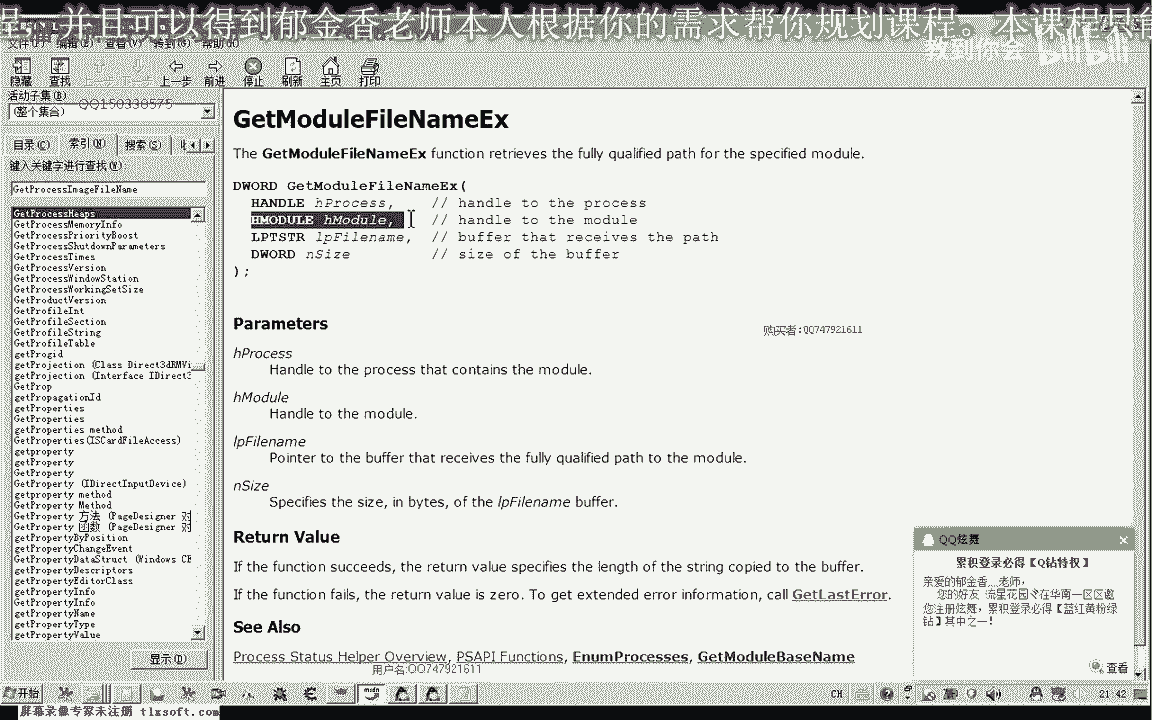 并且可以得到郁金香老师本人根据你的需求帮你规划课程。 本课程是
教到你会 bilibili
文件(F) 编辑(E) 查看(V) 转到(G) 帮助(H)
隐藏 查找 上一步 下一步 上一步 前进 停止 刷新 主页 打印
活动子集(B)
QQ150338575
(整个集合)
目录(C) 索引(N) 搜索(S)
键入关键字进行查找(W):
GetProcessImageFileName
GetProcessHeaps
GetProcessMemoryInfo
GetProcessPriorityBoost
GetProcessShutdownParameters
GetProcessTimes
GetProcessVersion
GetProcessWindowStation
GetProcessWorkingSetSize
GetProductVersion
GetProfileInt
GetProfileSection
GetProfileString
GetProfileTable
getProgid
getProjection (Class Direct3dRMVi
getProjection (Interface IDirect3
GetProp
getPropagationId
getProperties
GetProperties
getProperties method
GetProperties(ISCardFileAccess)
getproperty
getProperty
GetProperty
GetProperty (IDirectInputDevice)
getproperty method
GetProperty Method
GetProperty 方法 (PageDesigner 对
GetProperty 函数 (PageDesigner 对
getPropertyByPosition
getPropertyChangeEvent
GetPropertyDataStruct (Windows CE
getPropertyDescriptors
getPropertyEditorClass
getPropertyInfo
GetPropertyInfo
getPropertyName
getPropertyType
getPropertyValue
显示(D)
GetModuleFileNameEx
The GetModuleFileNameEx function retrieves the fully qualified path for the specified module.
DWORD GetModuleFileNameEx(
HANDLE hProcess, // handle to the process
HMODULE hModule, // handle to the module
LPTSTR lpFilename, // buffer that receives the path
DWORD nSize // size of the buffer
);
Parameters
购买者:QQ747921611
hProcess
Handle to the process that contains the module.
hModule
Handle to the module.
lpFilename
Pointer to the buffer that receives the fully qualified path to the module.
nSize
Specifies the size, in bytes, of the lpFilename buffer.
Return Value
If the function succeeds, the return value specifies the length of the string copied to the buffer.
If the function fails, the return value is zero. To get extended error information, call GetLastError.
See Also
Process Status Helper Overview, PSAPI Functions, EnumProcesses, GetModuleBaseName
用户名:QQ747921611
QQ炫舞
累积登录必得【Q钻特权】
亲爱的郁金香...老师,
您的好友 流星花园 在华南一区区邀
您注册炫舞,累积登录必得【蓝红黄粉绿
钻】其中之一!
查看
开始
msdn
CH
21:42
屏幕录像专家未注册 tlxsoft.com